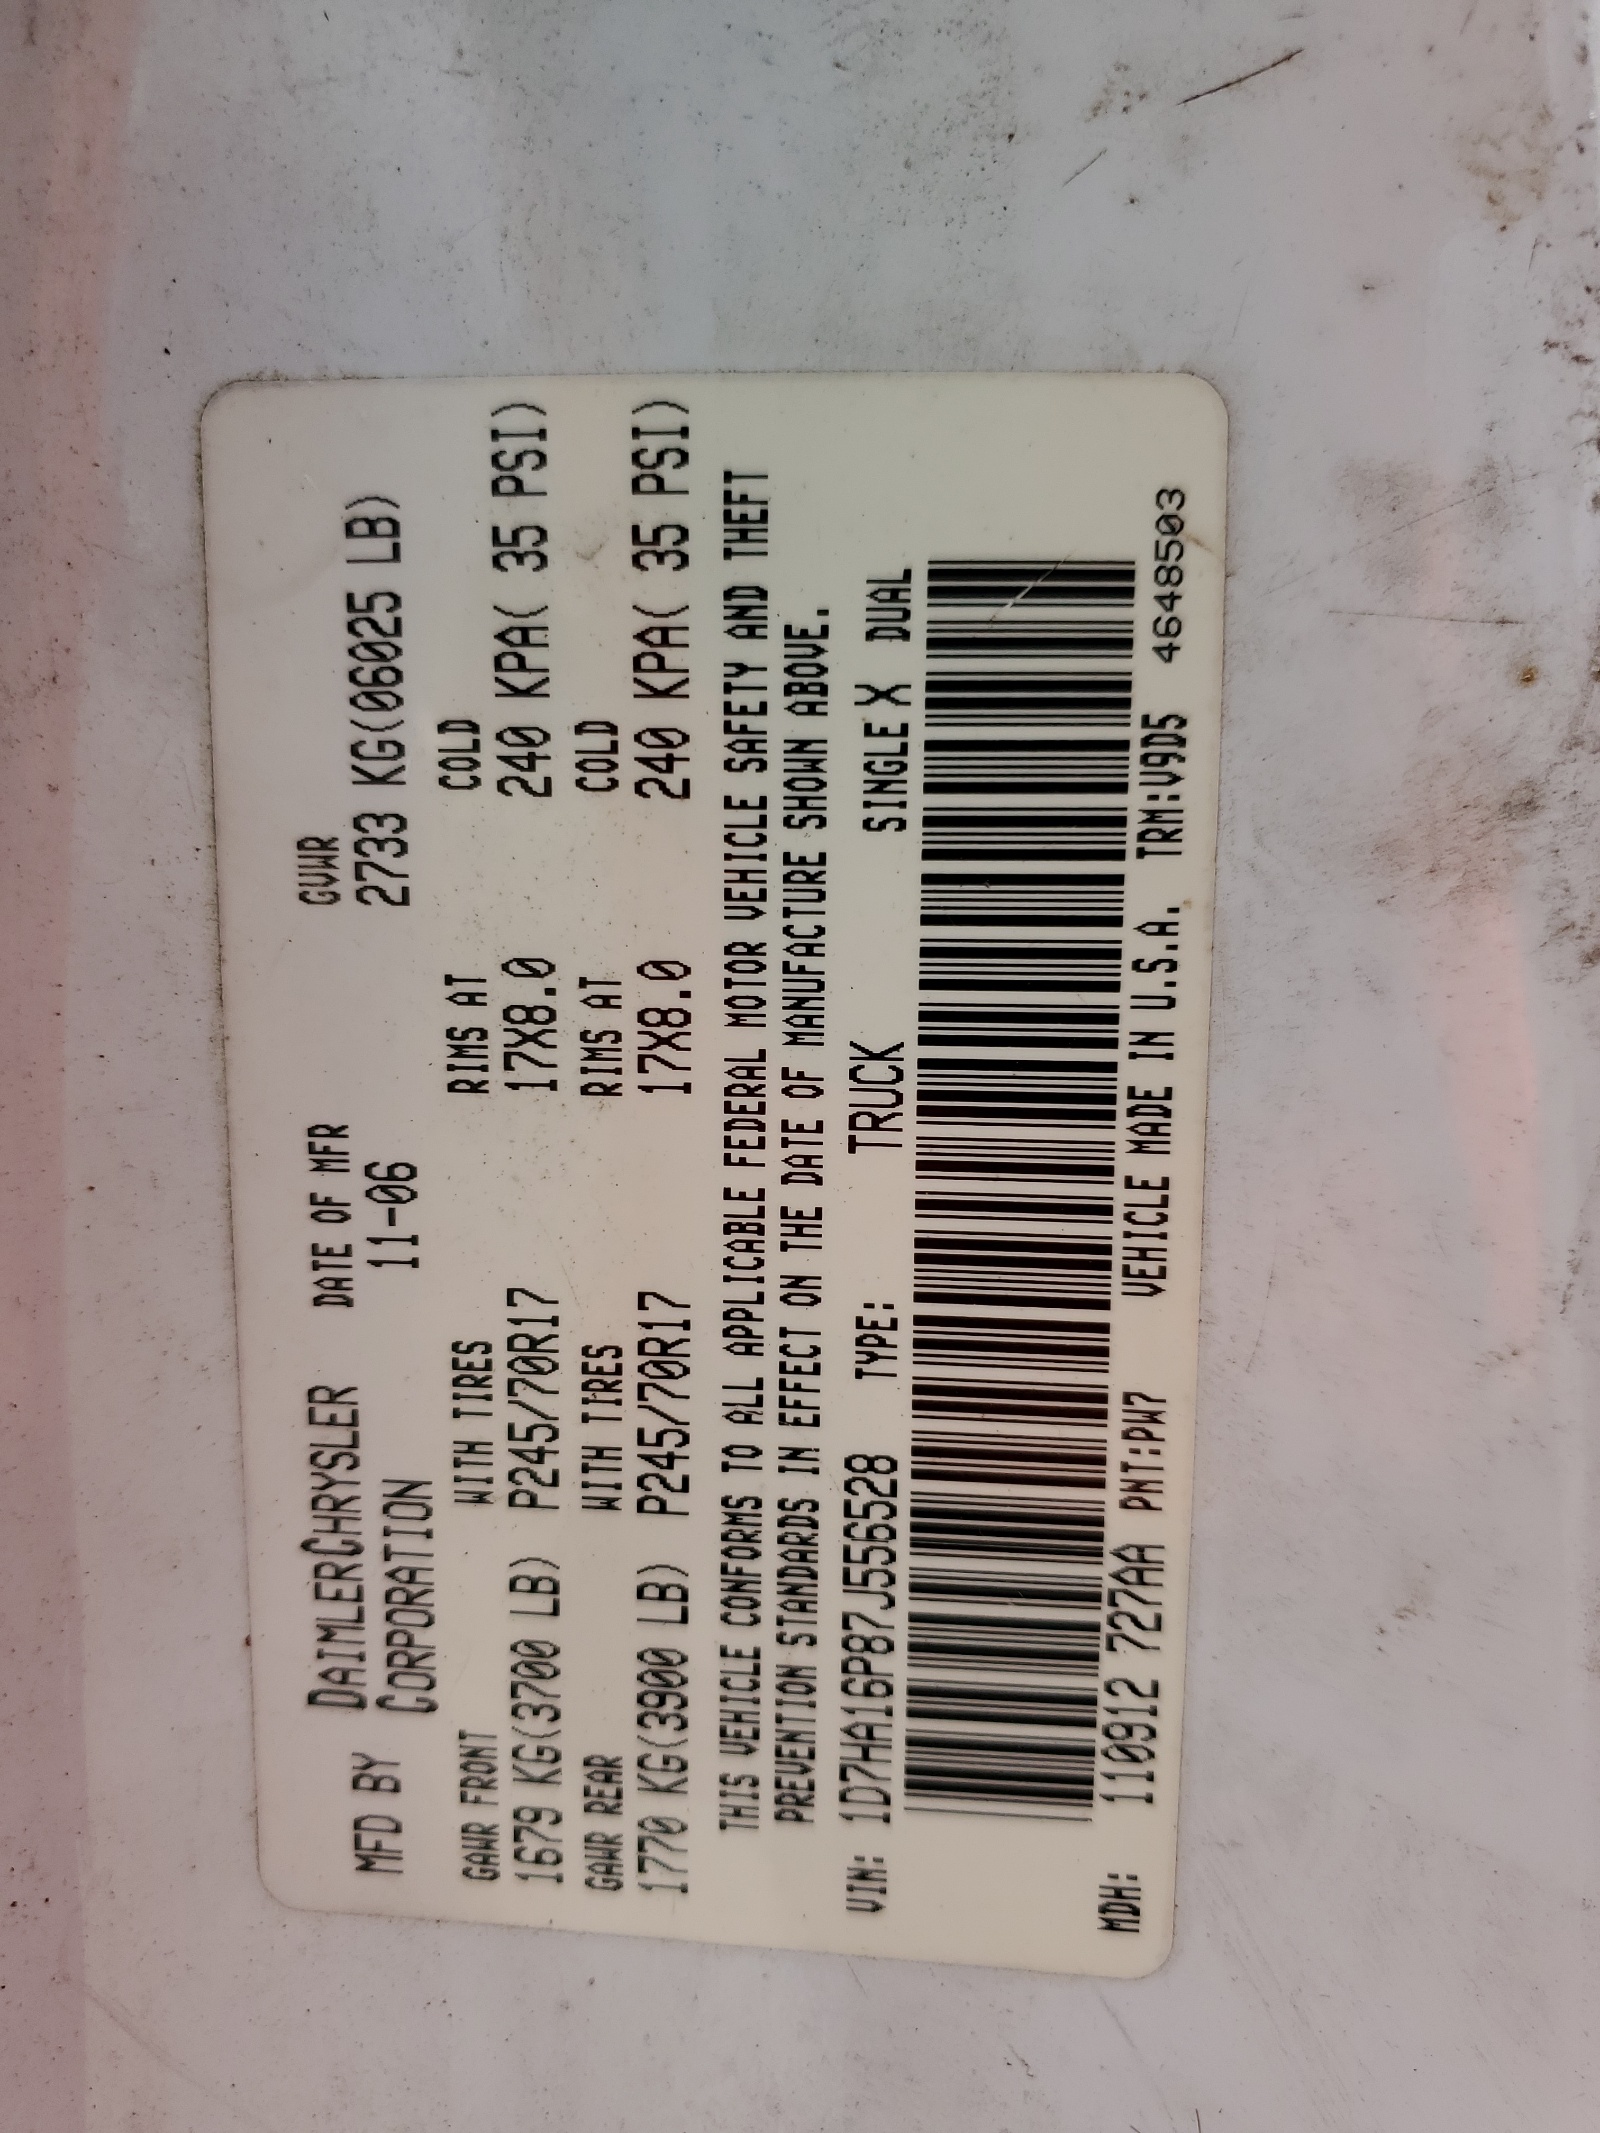 MFD BY DAIMLERCHRYSLER CORPORATION DATE OF MFR 11-06 GVWR 2733 KG(06025 LB)
GAWR FRONT WITH TIRES RIMS AT COLD
1679 KG(3700 LB) P245/70R17 17X8.0 240 KPA( 35 PSI)
GAWR REAR WITH TIRES RIMS AT COLD
1770 KG(3900 LB) P245/70R17 17X8.0 240 KPA( 35 PSI)
THIS VEHICLE CONFORMS TO ALL APPLICABLE FEDERAL MOTOR VEHICLE SAFETY AND THEFT
PREVENTION STANDARDS IN EFFECT ON THE DATE OF MANUFACTURE SHOWN ABOVE.
VIN: 1D7HA16P87J556528 TYPE: TRUCK SINGLE X DUAL
MDH: 110912 727AA PNT:PW7 VEHICLE MADE IN U.S.A. TRM:V9D5 4648503